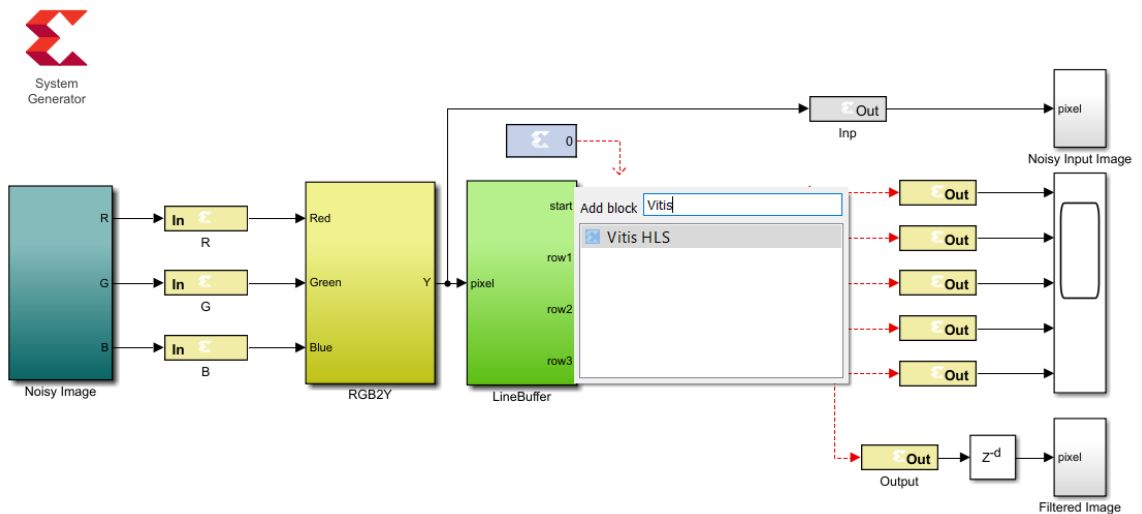 System
Generator
Out
Inp
pixel
Noisy Input Image
0
R
G
B
Noisy Image
In
R
In
G
In
B
Red
Green
Blue
Y
RGB2Y
pixel
start
row1
row2
row3
LineBuffer
Add block Vitis
Vitis HLS
Out
Out
Out
Out
Out
Out
Output
Z-d
pixel
Filtered Image